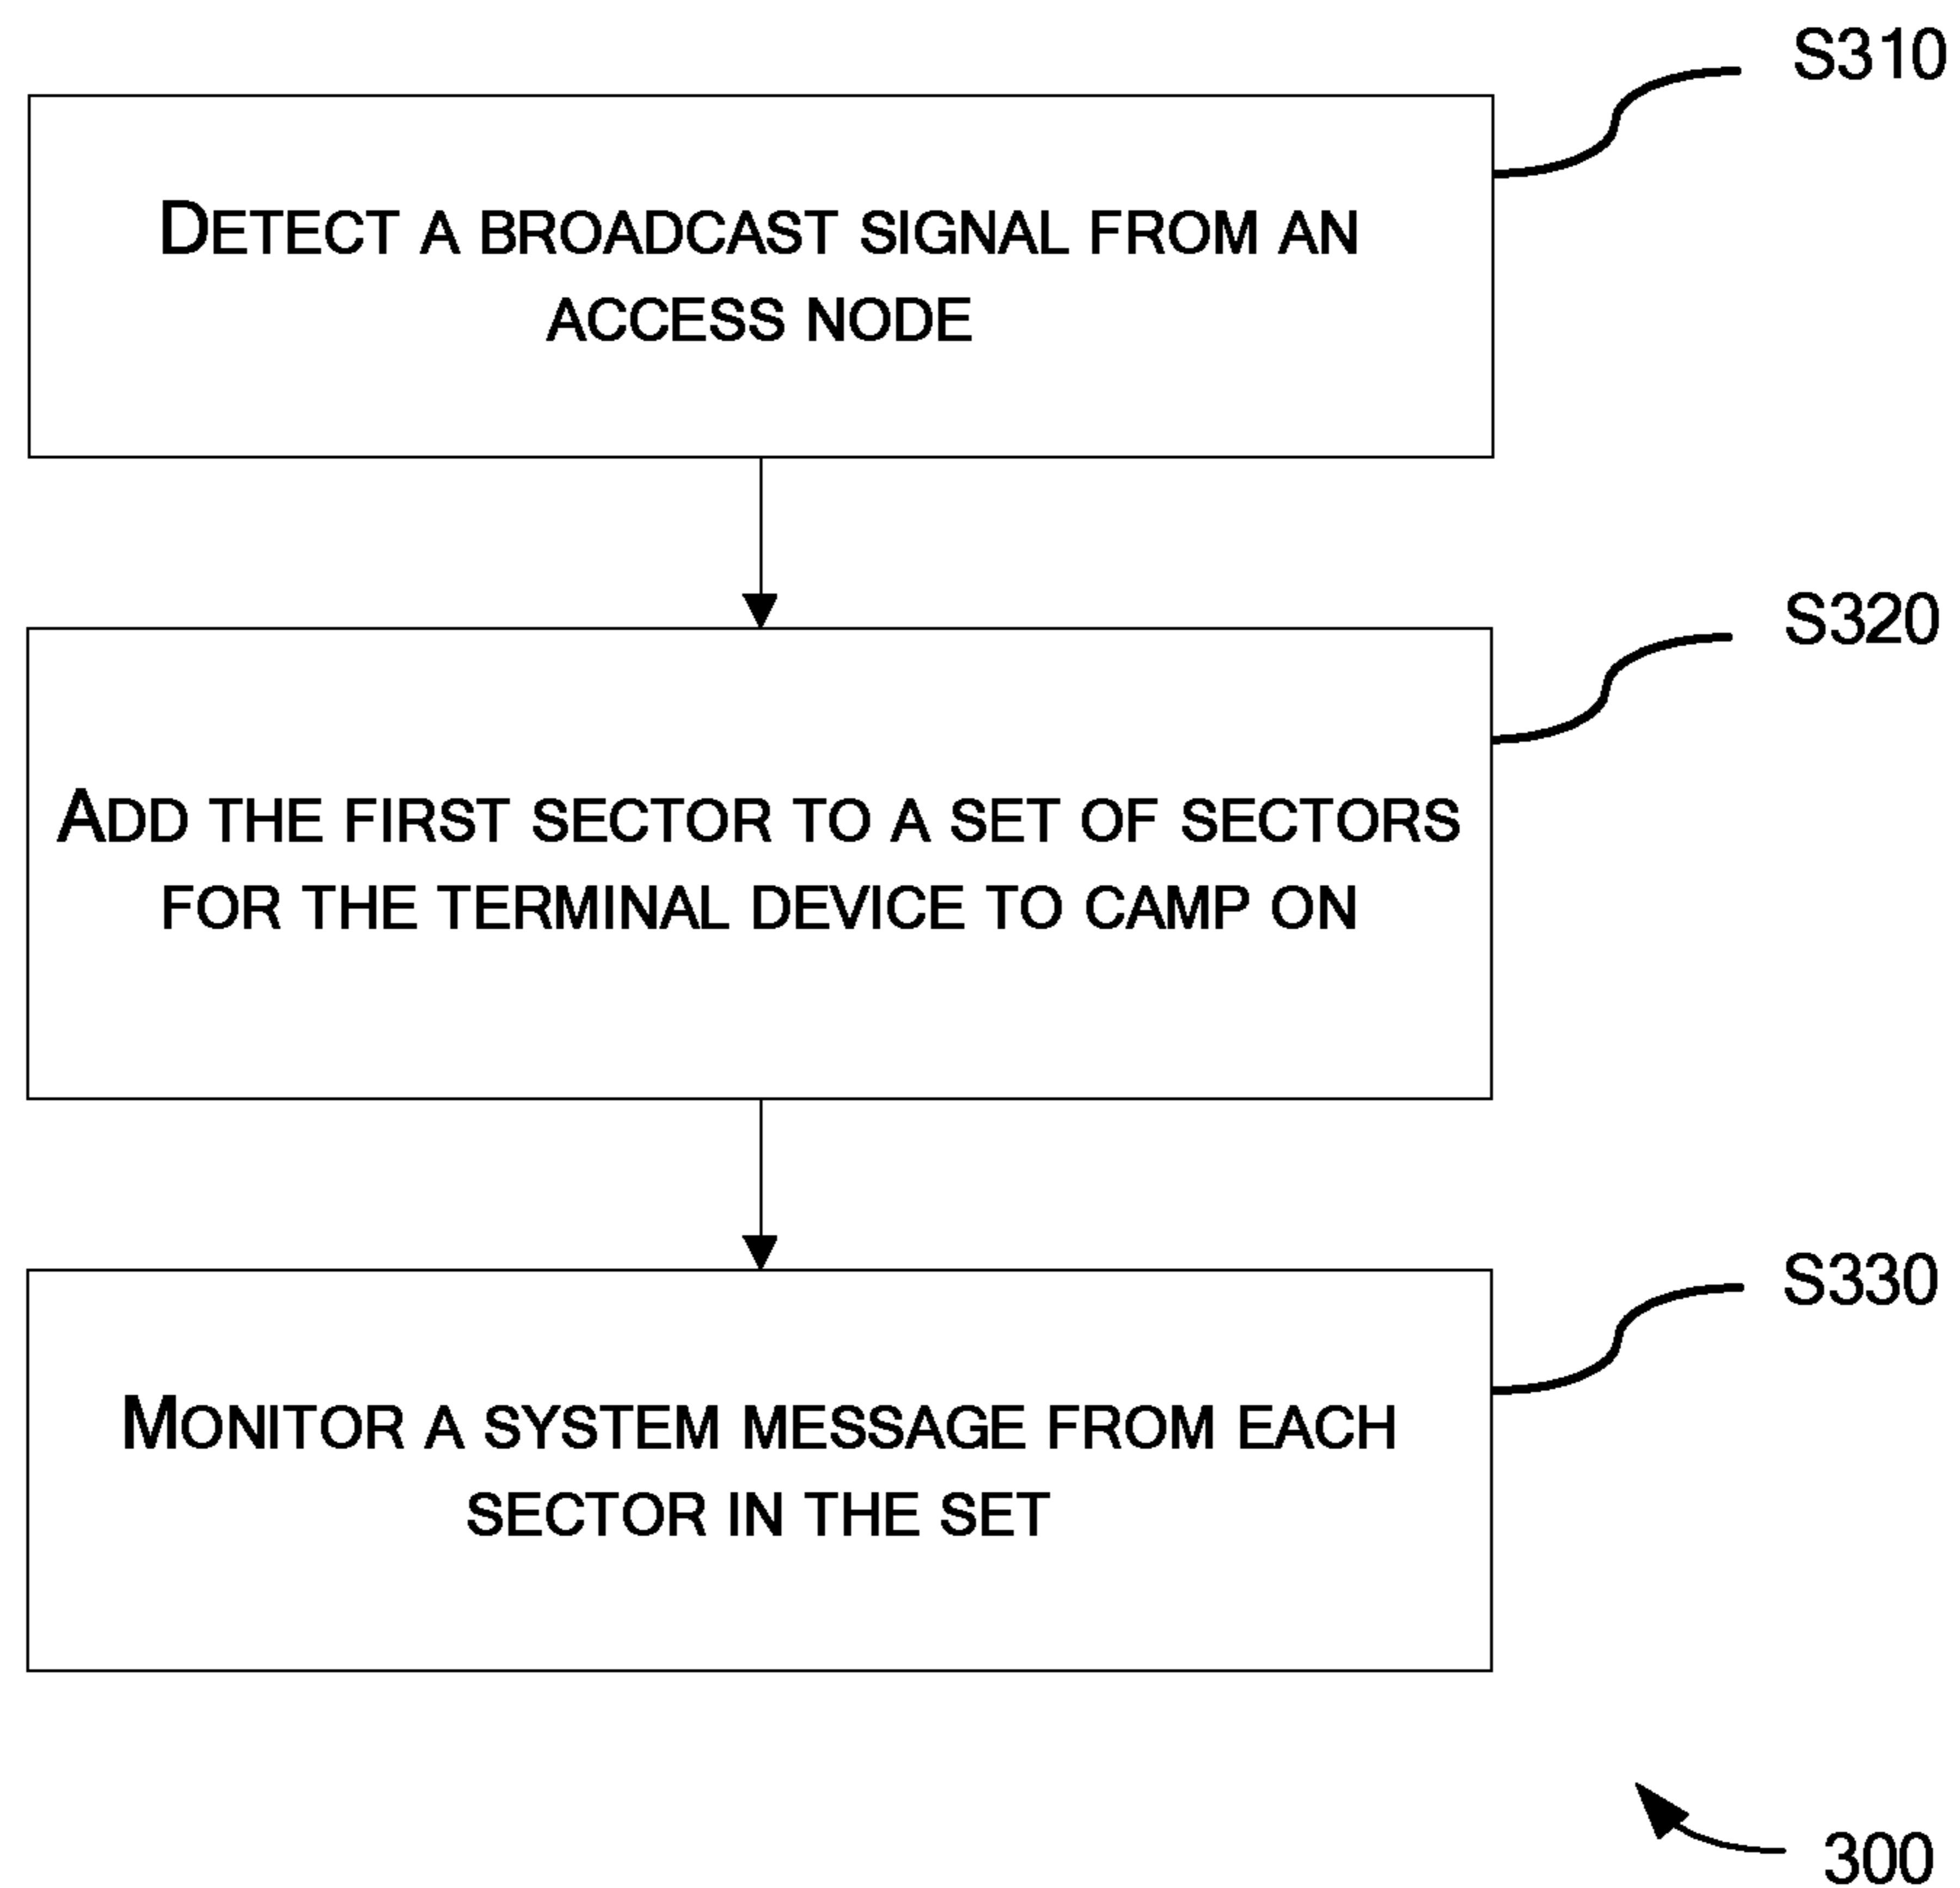 S310
DETECT A BROADCAST SIGNAL FROM AN
ACCESS NODE
S320
ADD THE FIRST SECTOR TO A SET OF SECTORS
FOR THE TERMINAL DEVICE TO CAMP ON
S330
MONITOR A SYSTEM MESSAGE FROM EACH
SECTOR IN THE SET
300